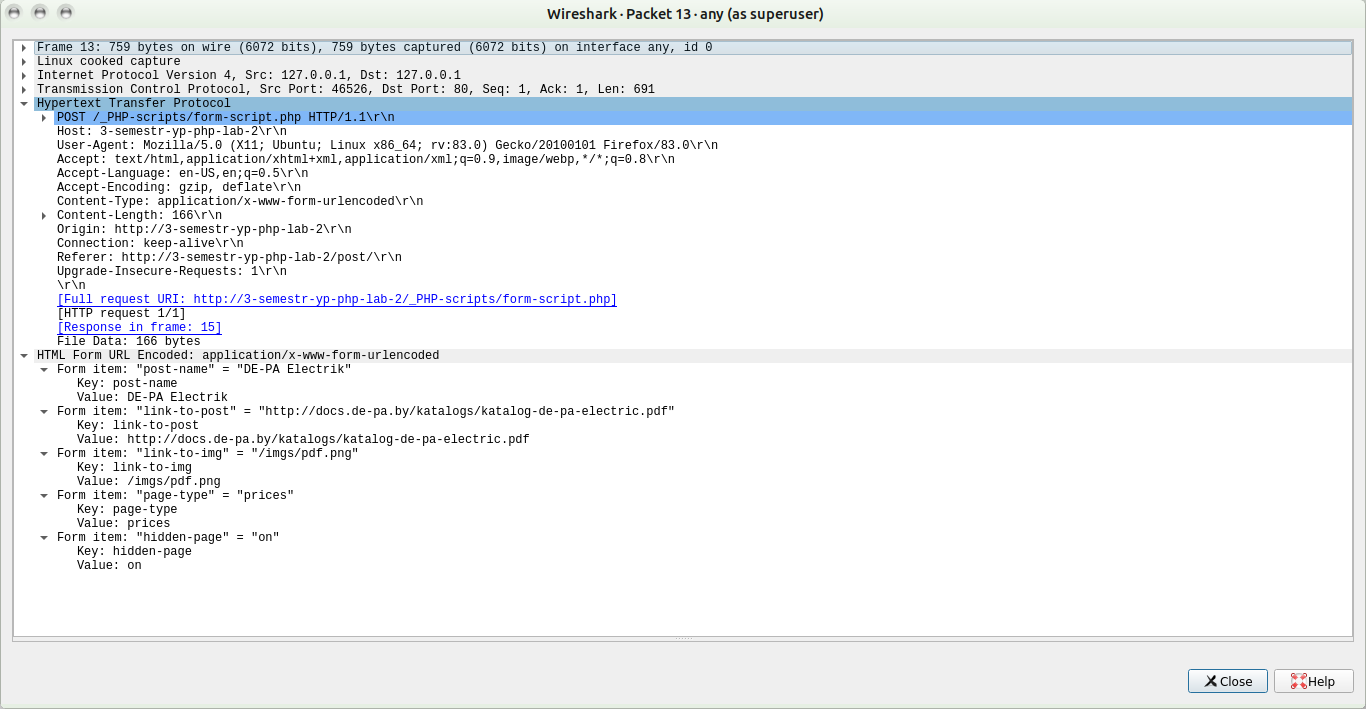 Wireshark · Packet 13 · any (as superuser)
Frame 13: 759 bytes on wire (6072 bits), 759 bytes captured (6072 bits) on interface any, id 0
Linux cooked capture
Internet Protocol Version 4, Src: 127.0.0.1, Dst: 127.0.0.1
Transmission Control Protocol, Src Port: 46526, Dst Port: 80, Seq: 1, Ack: 1, Len: 691
Hypertext Transfer Protocol
POST /_PHP-scripts/form-script.php HTTP/1.1\r\n
Host: 3-semestr-yp-php-lab-2\r\n
User-Agent: Mozilla/5.0 (X11; Ubuntu; Linux x86_64; rv:83.0) Gecko/20100101 Firefox/83.0\r\n
Accept: text/html,application/xhtml+xml,application/xml;q=0.9,image/webp,*/*;q=0.8\r\n
Accept-Language: en-US,en;q=0.5\r\n
Accept-Encoding: gzip, deflate\r\n
Content-Type: application/x-www-form-urlencoded\r\n
Content-Length: 166\r\n
Origin: http://3-semestr-yp-php-lab-2\r\n
Connection: keep-alive\r\n
Referer: http://3-semestr-yp-php-lab-2/post/\r\n
Upgrade-Insecure-Requests: 1\r\n
\r\n
[Full request URI: http://3-semestr-yp-php-lab-2/_PHP-scripts/form-script.php]
[HTTP request 1/1]
[Response in frame: 15]
File Data: 166 bytes
HTML Form URL Encoded: application/x-www-form-urlencoded
Form item: "post-name" = "DE-PA Electrik"
Key: post-name
Value: DE-PA Electrik
Form item: "link-to-post" = "http://docs.de-pa.by/katalogs/katalog-de-pa-electric.pdf"
Key: link-to-post
Value: http://docs.de-pa.by/katalogs/katalog-de-pa-electric.pdf
Form item: "link-to-img" = "/imgs/pdf.png"
Key: link-to-img
Value: /imgs/pdf.png
Form item: "page-type" = "prices"
Key: page-type
Value: prices
Form item: "hidden-page" = "on"
Key: hidden-page
Value: on
Close Help